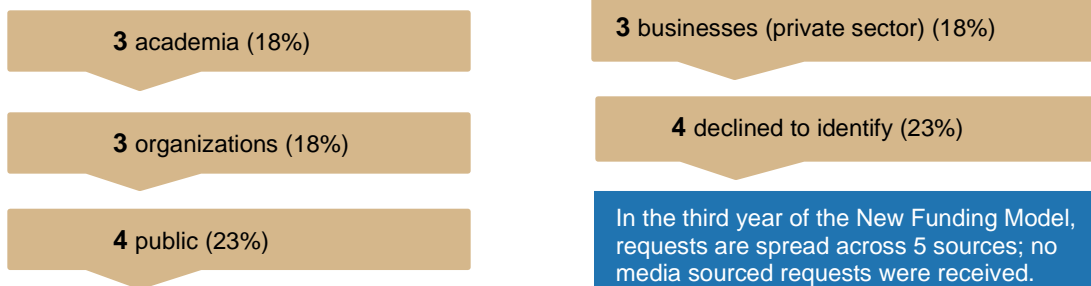 3 academia (18%)
3 organizations (18%)
4 public (23%)
3 businesses (private sector) (18%)
4 declined to identify (23%)
In the third year of the New Funding Model,
requests are spread across 5 sources; no
media sourced requests were received.